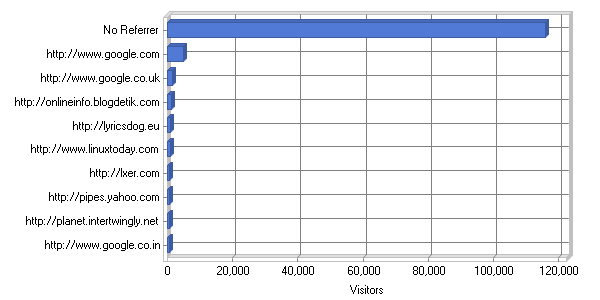 No Referrer
http://www.google.com
http://www.google.co.uk
http://onlineinfo.blogdetik.com
http://lyricsdog.eu
http://www.linuxtoday.com
http://lxer.com
http://pipes.yahoo.com
http://planet.intertwingly.net
http://www.google.co.in
0 20,000 40,000 60,000 80,000 100,000 120,000
Visitors